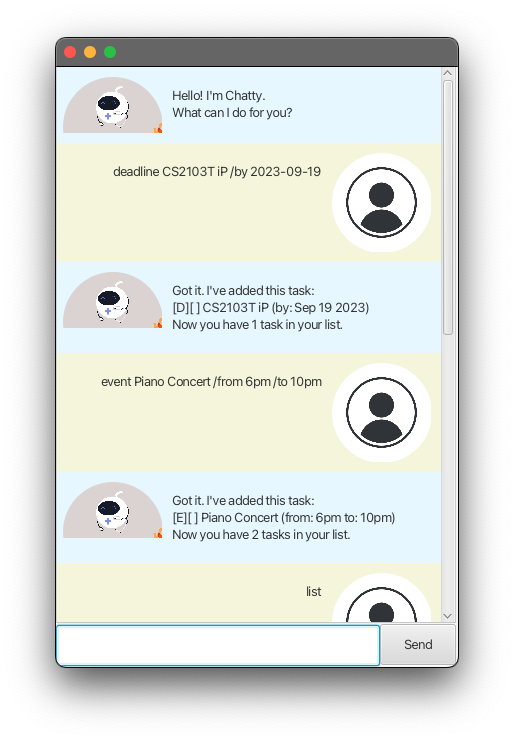 Hello! I'm Chatty.
What can I do for you?
deadline CS2103T iP /by 2023-09-19
Got it. I've added this task:
[D][ ] CS2103T iP (by: Sep 19 2023)
Now you have 1 task in your list.
event Piano Concert /from 6pm /to 10pm
Got it. I've added this task:
[E][ ] Piano Concert (from: 6pm to: 10pm)
Now you have 2 tasks in your list.
list
Send